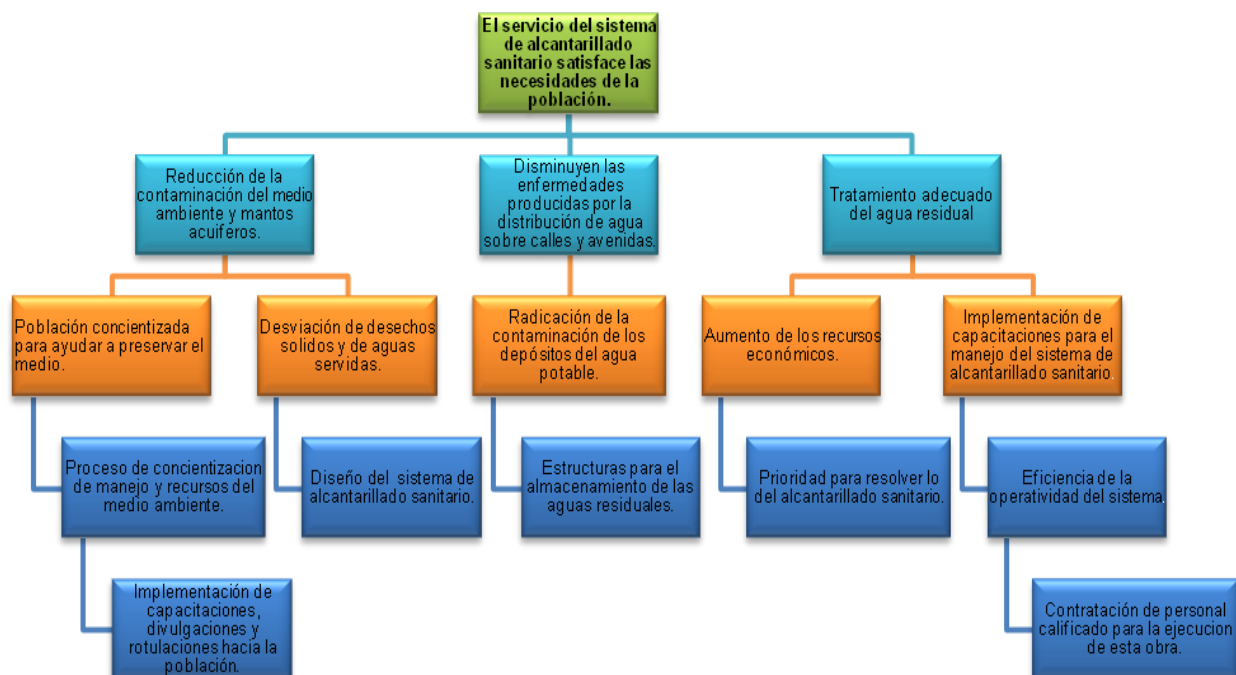 El servicio del sistema
de alcantarillado
sanitario satisface las
necesidades de la
población.
Reducción de la
contaminación del medio
ambiente y mantos
acuiferos.
Disminuyen las
enfermedades
producidas por la
distribución de agua
sobre calles y avenidas.
Tratamiento adecuado
del agua residual
Población concientizada
para ayudar a preservar el
medio.
Desviación de desechos
solidos y de aguas
servidas.
Radicación de la
contaminación de los
depósitos del agua
potable.
Aumento de los recursos
económicos.
Implementación de
capacitaciones para el
manejo del sistema de
alcantarillado sanitario.
Proceso de concientizacion
de manejo y recursos del
medio ambiente.
Diseño del sistema de
alcantarillado sanitario.
Estructuras para el
almacenamiento de las
aguas residuales.
Prioridad para resolver lo
del alcantarillado sanitario.
Eficiencia de la
operatividad del sistema.
Implementación de
capacitaciones,
divulgaciones y
rotulaciones hacia la
población.
Contratación de personal
calificado para la ejecucion
de esta obra.